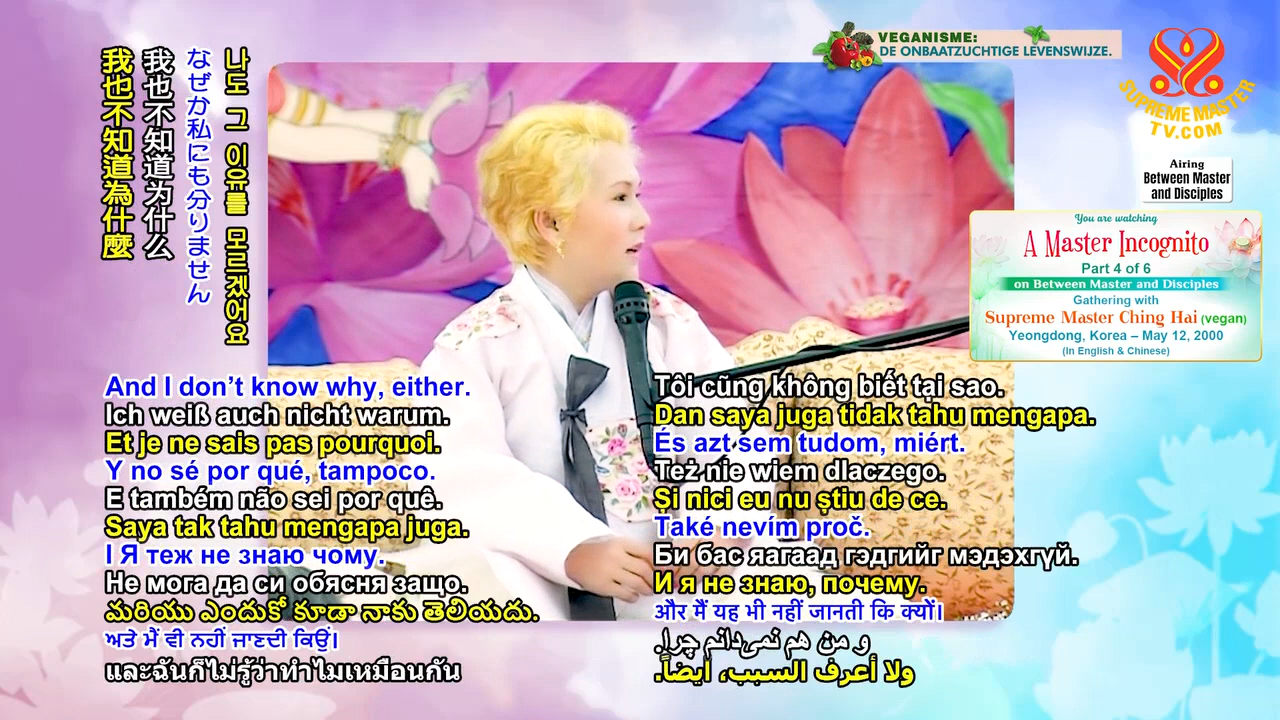 VEGANISME:
DE ONBAATZUCHTIGE LEVENSWIJZE.
SUPREME MASTER
TV.COM
Airing
Between Master
and Disciples
You are watching
A Master Incognito
Part 4 of 6
on Between Master and Disciples
Gathering with
Supreme Master Ching Hai (vegan)
Yeongdong, Korea – May 12, 2000
(In English & Chinese)
나도 그 이유를 모르겠어요
なぜか私にも分りません
我也不知道为什么
我也不知道為什麼
And I don’t know why, either.
Ich weiß auch nicht warum.
Et je ne sais pas pourquoi.
Y no sé por qué, tampoco.
E também não sei por quê.
Saya tak tahu mengapa juga.
І Я теж не знаю чому.
Не мога да си обясня защо.
మరియు ఎందుకో కూడా నాకు తెలియదు.
ਅਤੇ ਮੈਂ ਵੀ ਨਹੀਂ ਜਾਣਦੀ ਕਿਉਂ।
และฉันก็ไม่รู้ว่าทำไมเหมือนกัน
Tôi cũng không biết tại sao.
Dan saya juga tidak tahu mengapa.
És azt sem tudom, miért.
Też nie wiem dlaczego.
Și nici eu nu știu de ce.
Také nevím proč.
Би бас яагаад гэдгийг мэдэхгүй.
И я не знаю, почему.
और मैं यह भी नहीं जानती कि क्यों।
و من هم نمی‌دانم چرا.
ولا أعرف السبب، أيضاً.